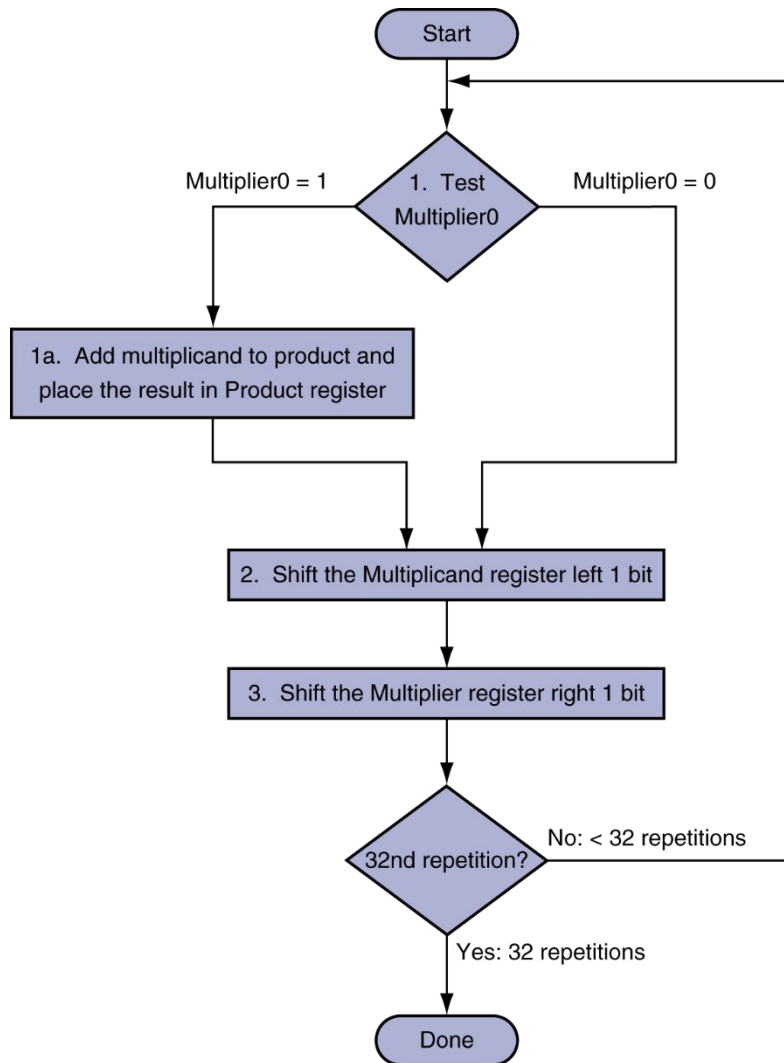 Start
1. Test
Multiplier0
Multiplier0 = 1
Multiplier0 = 0
1a. Add multiplicand to product and
place the result in Product register
2. Shift the Multiplicand register left 1 bit
3. Shift the Multiplier register right 1 bit
32nd repetition?
No: < 32 repetitions
Yes: 32 repetitions
Done